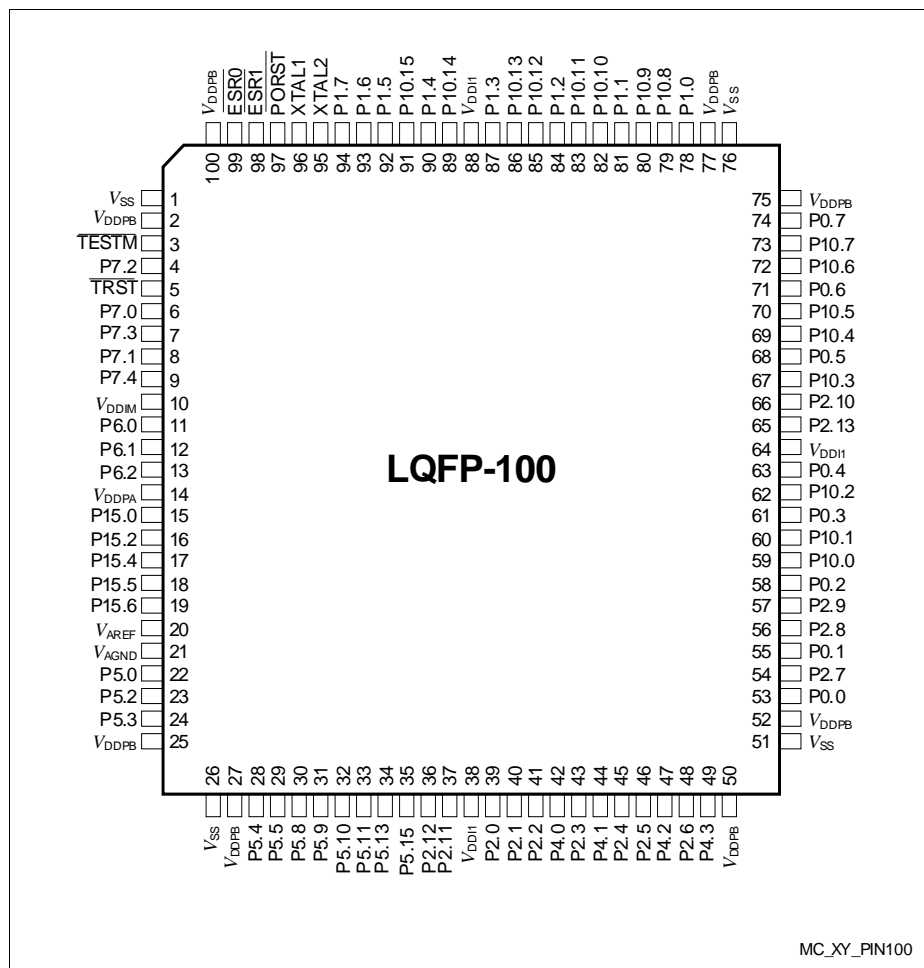 VDDPB
ESR0
ESR1
PORST
XTAL1
XTAL2
P1.7
P1.6
P1.5
P10.15
P1.4
P10.14
VDDI1
P1.3
P10.13
P10.12
P1.2
P10.11
P10.10
P1.1
P10.9
P10.8
P1.0
VDDPB
VSS
100
99
98
97
96
95
94
93
92
91
90
89
88
87
86
85
84
83
82
81
80
79
78
77
76
VSS 1
VDDPB 2
TESTM 3
P7.2 4
TRST 5
P7.0 6
P7.3 7
P7.1 8
P7.4 9
VDDIM 10
P6.0 11
P6.1 12
P6.2 13
VDDPA 14
P15.0 15
P15.2 16
P15.4 17
P15.5 18
P15.6 19
VAREF 20
VAGND 21
P5.0 22
P5.2 23
P5.3 24
VDDPB 25
LQFP-100
75 VDDPB
74 P0.7
73 P10.7
72 P10.6
71 P0.6
70 P10.5
69 P10.4
68 P0.5
67 P10.3
66 P2.10
65 P2.13
64 VDDI1
63 P0.4
62 P10.2
61 P0.3
60 P10.1
59 P10.0
58 P0.2
57 P2.9
56 P2.8
55 P0.1
54 P2.7
53 P0.0
52 VDDPB
51 VSS
26
27
28
29
30
31
32
33
34
35
36
37
38
39
40
41
42
43
44
45
46
47
48
49
50
VSS
VDDPB
P5.4
P5.5
P5.8
P5.9
P5.10
P5.11
P5.13
P5.15
P2.12
P2.11
VDDI1
P2.0
P2.1
P2.2
P4.0
P2.3
P4.1
P2.4
P2.5
P4.2
P2.6
P4.3
VDDPB
MC_XY_PIN100